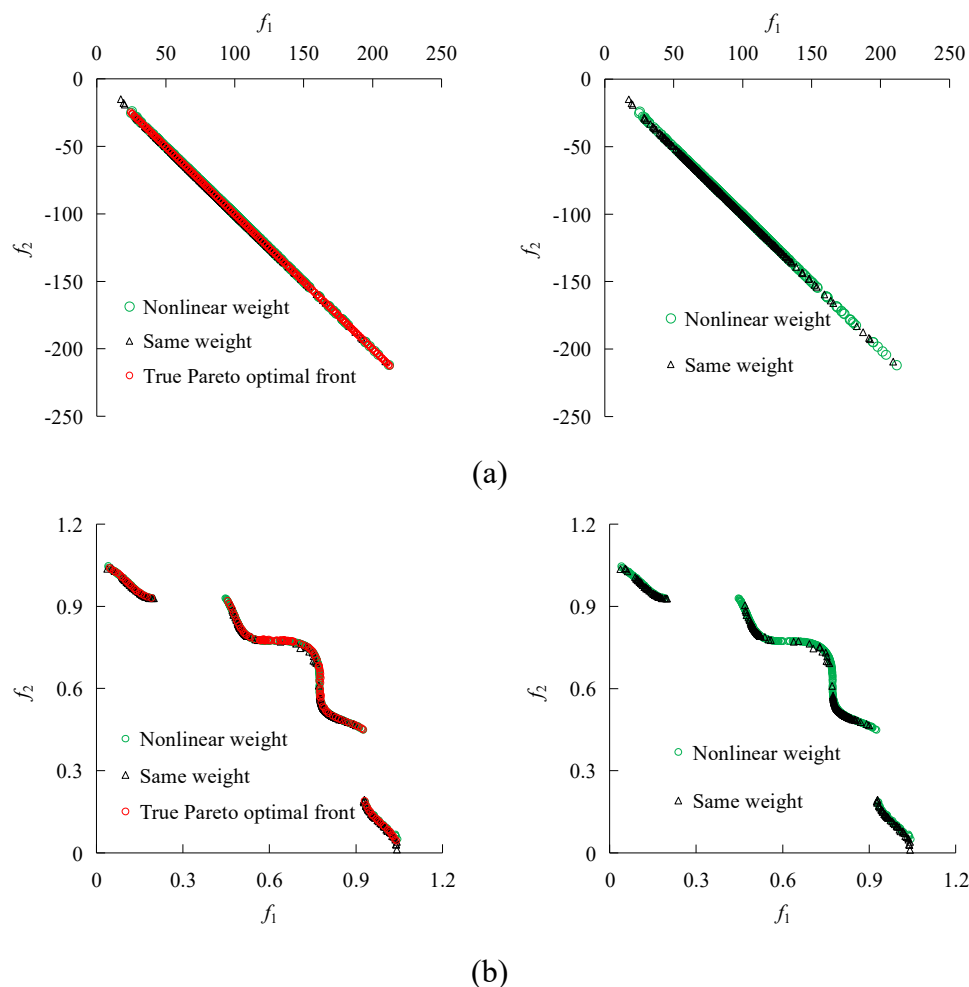 f1
0 50 100 150 200 250
0
-50
-100
-150
-200
-250
f2
Nonlinear weight
Same weight
True Pareto optimal front
f1
0 50 100 150 200 250
0
-50
-100
-150
-200
-250
f2
Nonlinear weight
Same weight
(a)
1.2
0.9
0.6
0.3
0
f2
Nonlinear weight
Same weight
True Pareto optimal front
0 0.3 0.6 0.9 1.2
f1
1.2
0.9
0.6
0.3
0
f2
Nonlinear weight
Same weight
0 0.3 0.6 0.9 1.2
f1
(b)